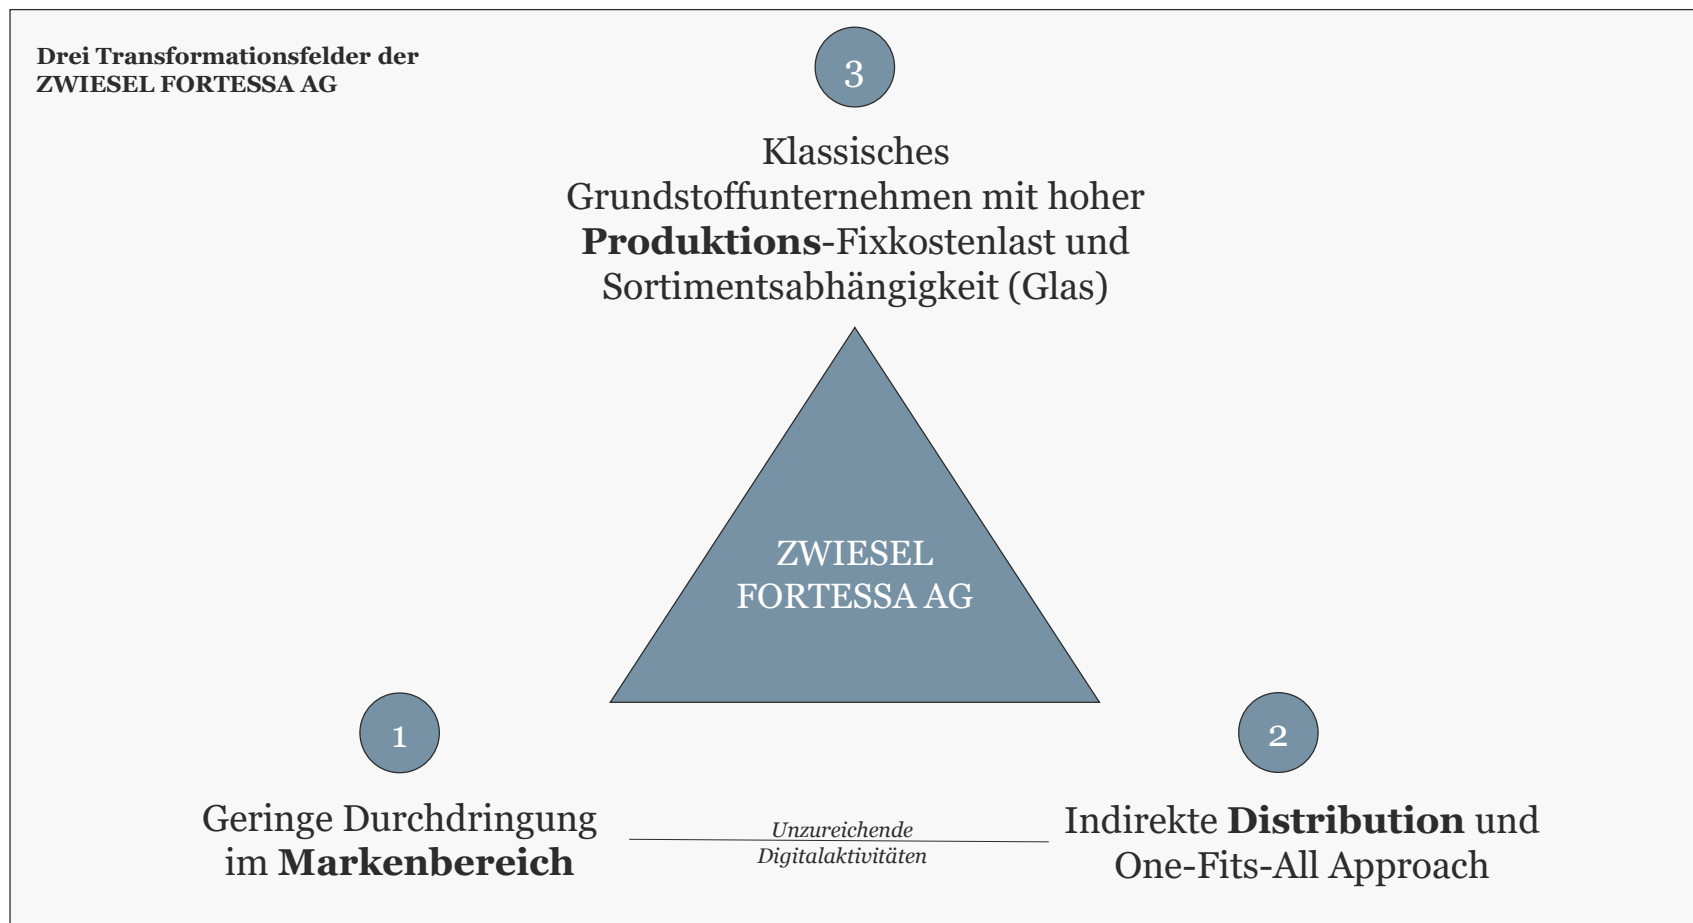 Drei Transformationsfelder der
ZWIESEL FORTESSA AG
3
Klassisches
Grundstoffunternehmen mit hoher
Produktions-Fixkostenlast und
Sortimentsabhängigkeit (Glas)
ZWIESEL
FORTESSA AG
1
Geringe Durchdringung
im Markenbereich
Unzureichende
Digitalaktivitäten
2
Indirekte Distribution und
One-Fits-All Approach